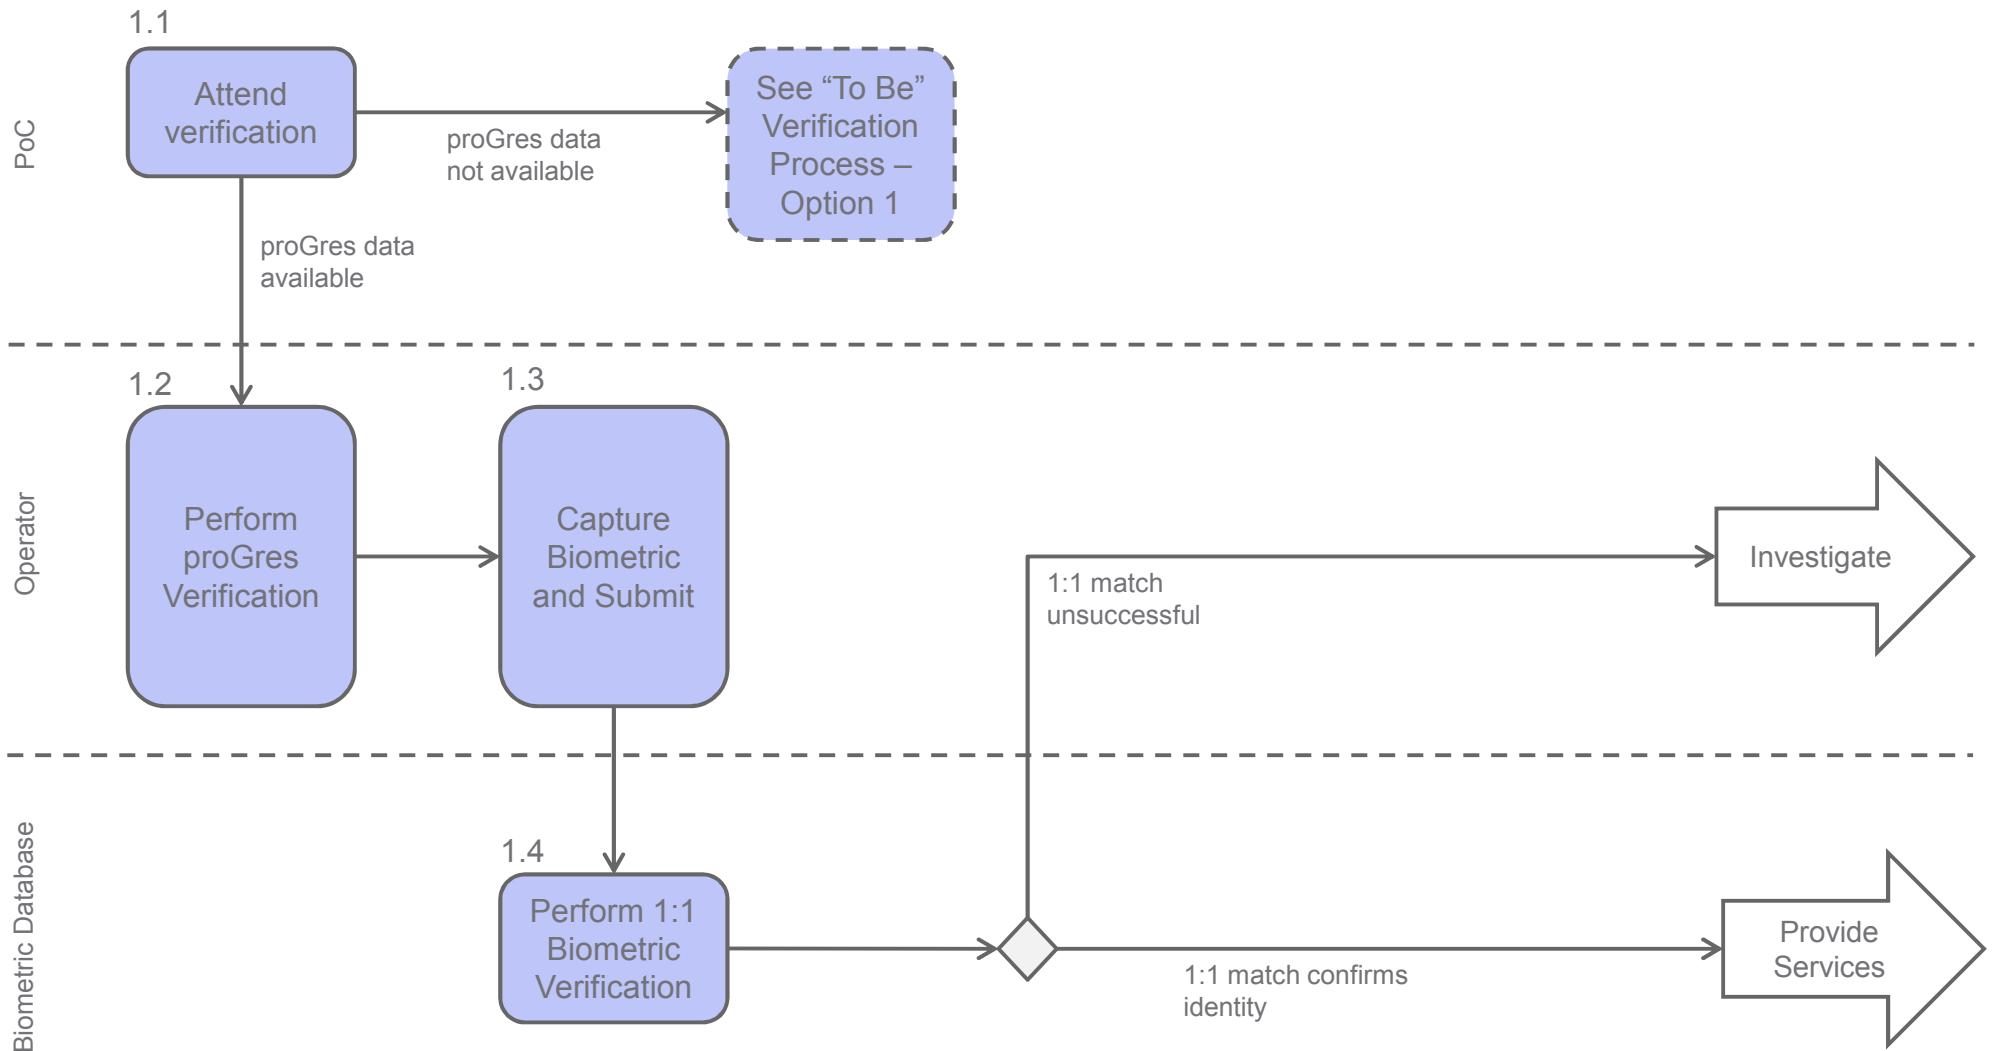 PoC
1.1
Attend
verification
proGres data
not available
See “To Be”
Verification
Process –
Option 1
proGres data
available
Operator
1.2
Perform
proGres
Verification
1.3
Capture
Biometric
and Submit
1:1 match
unsuccessful
Investigate
Biometric Database
1.4
Perform 1:1
Biometric
Verification
1:1 match confirms
identity
Provide
Services